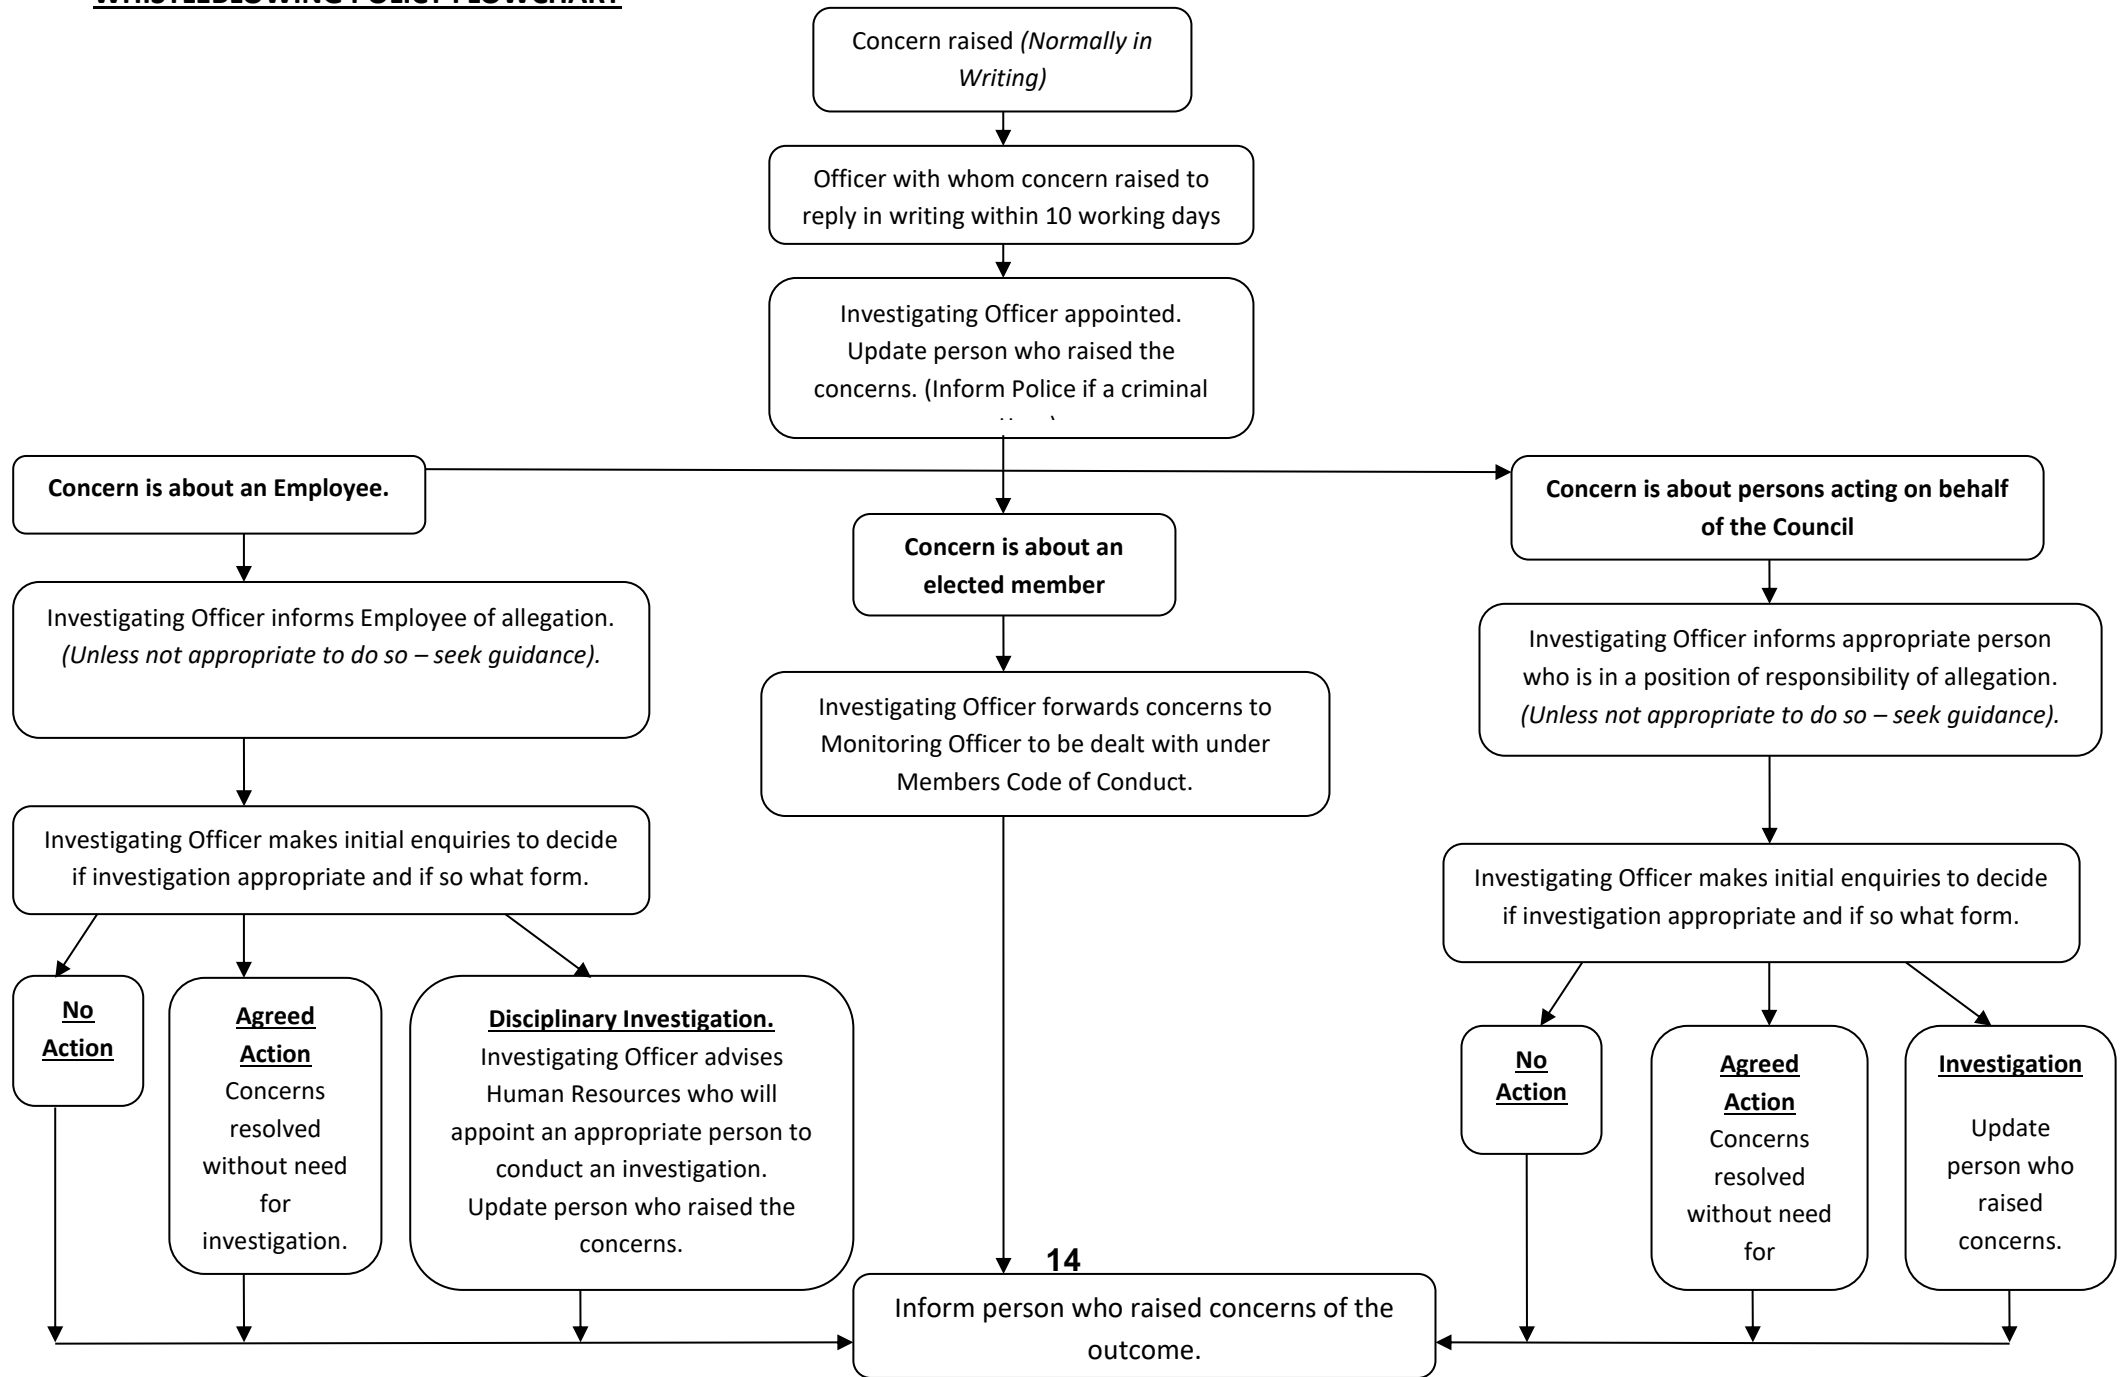 WHISTLEBLOWING POLICY FLOWCHART
Concern raised (Normally in
Writing)
Officer with whom concern raised to
reply in writing within 10 working days
Investigating Officer appointed.
Update person who raised the
concerns. (Inform Police if a criminal
Concern is about an Employee.
Concern is about an
elected member
Concern is about persons acting on behalf
of the Council
Investigating Officer informs Employee of allegation.
(Unless not appropriate to do so – seek guidance).
Investigating Officer forwards concerns to
Monitoring Officer to be dealt with under
Members Code of Conduct.
Investigating Officer informs appropriate person
who is in a position of responsibility of allegation.
(Unless not appropriate to do so – seek guidance).
Investigating Officer makes initial enquiries to decide
if investigation appropriate and if so what form.
Investigating Officer makes initial enquiries to decide
if investigation appropriate and if so what form.
No
Action
Agreed
Action
Concerns
resolved
without need
for
investigation.
Disciplinary Investigation.
Investigating Officer advises
Human Resources who will
appoint an appropriate person to
conduct an investigation.
Update person who raised the
concerns.
No
Action
Agreed
Action
Concerns
resolved
without need
for
Investigation
Update
person who
raised
concerns.
14
Inform person who raised concerns of the
outcome.